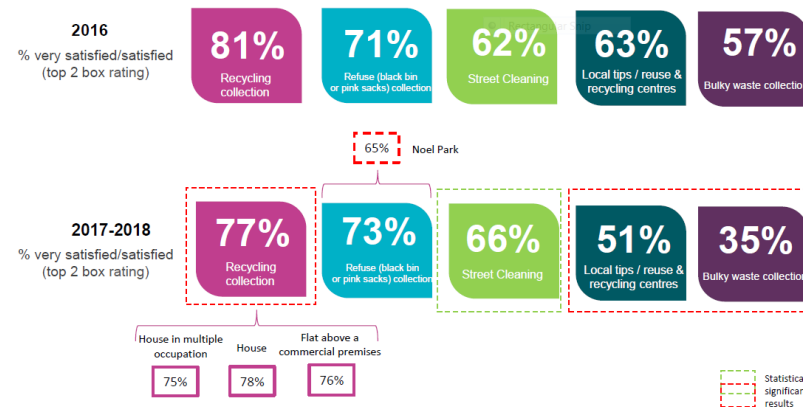 2016
% very satisfied/satisfied
(top 2 box rating)
81%
Recycling
collection
71%
Refuse (black bin
or pink sacks) collection
62%
Street Cleaning
63%
Local tips / reuse &
recycling centres
57%
Bulky waste collection
Rectangular Snip
65%
Noel Park
2017-2018
% very satisfied/satisfied
(top 2 box rating)
77%
Recycling
collection
73%
Refuse (black bin
or pink sacks) collection
66%
Street Cleaning
51%
Local tips / reuse &
recycling centres
35%
Bulky waste collection
House in multiple
occupation
75%
House
78%
Flat above a
commercial premises
76%
Statistica
significan
results